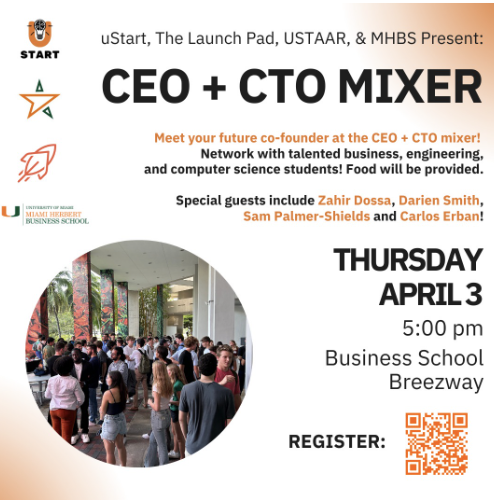 START
uStart, The Launch Pad, USTAAR, & MHBS Present:
CEO + CTO MIXER
Meet your future co-founder at the CEO + CTO mixer!
Network with talented business, engineering,
and computer science students! Food will be provided.
Special guests include Zahir Dossa, Darien Smith,
Sam Palmer-Shields and Carlos Erban!
UNIVERSITY OF MIAMI
MIAMI HERBERT
BUSINESS SCHOOL
THURSDAY
APRIL 3
5:00 pm
Business School
Breezway
REGISTER: